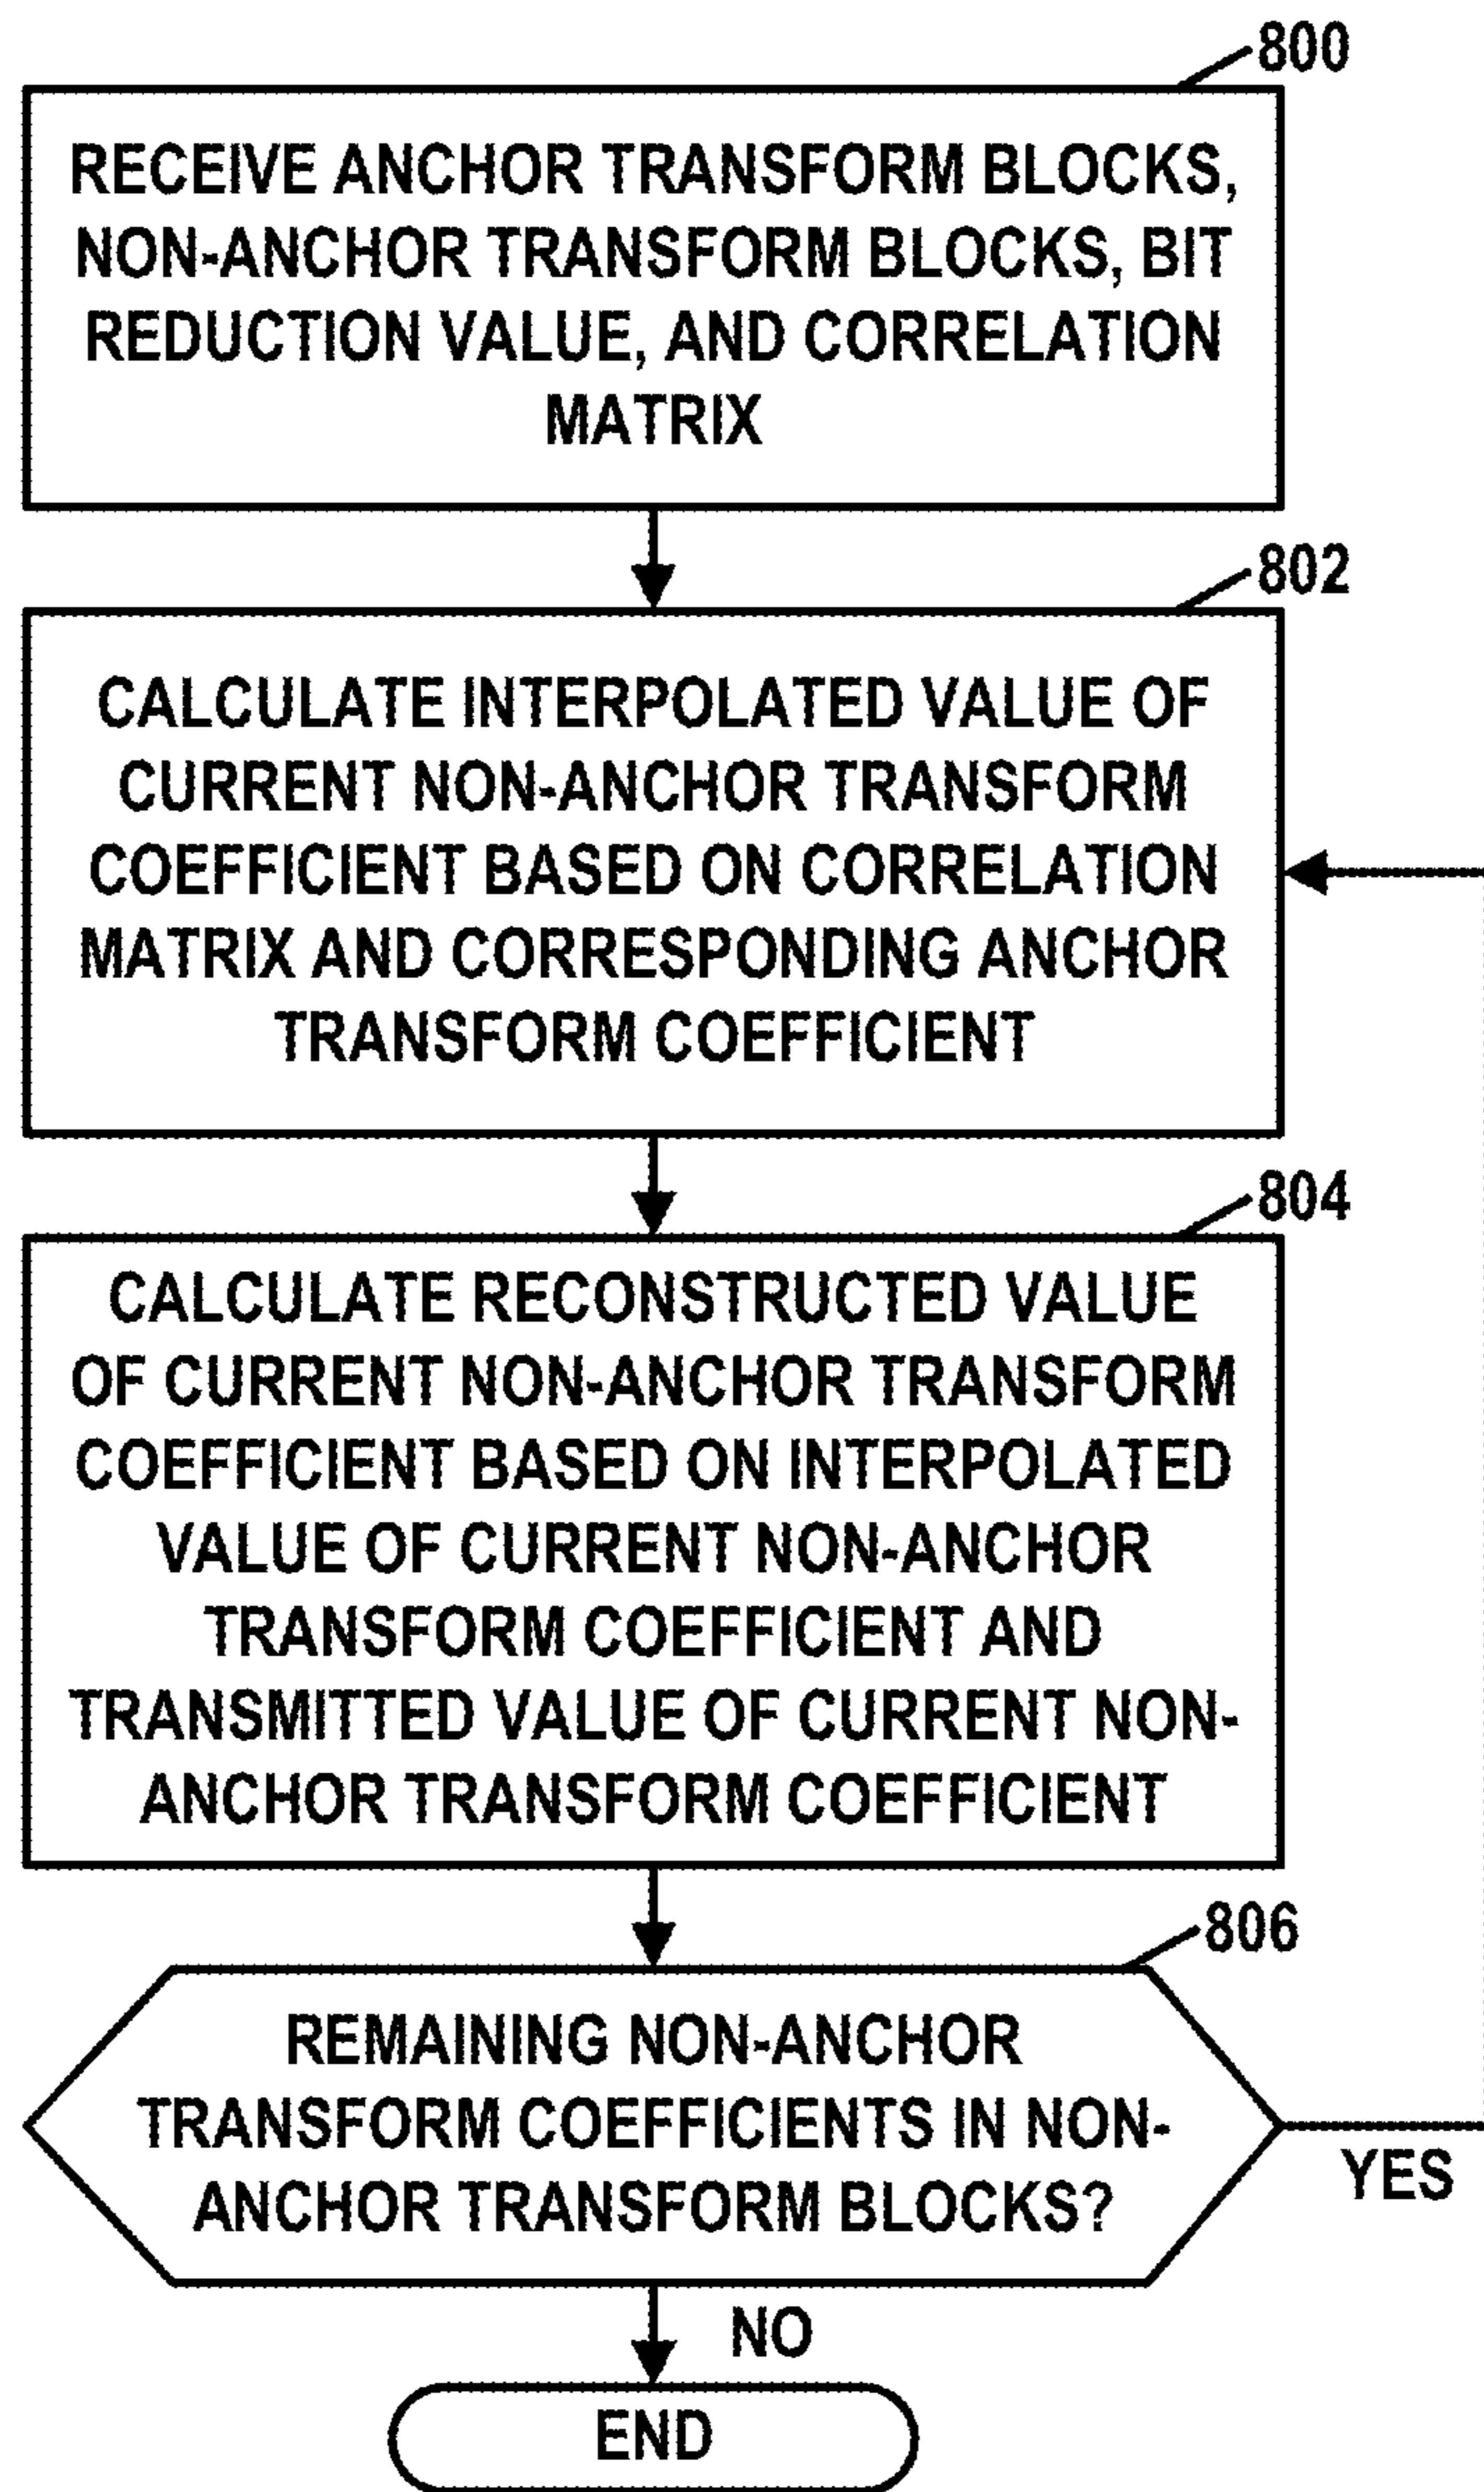 800
RECEIVE ANCHOR TRANSFORM BLOCKS,
NON-ANCHOR TRANSFORM BLOCKS, BIT
REDUCTION VALUE, AND CORRELATION
MATRIX
802
CALCULATE INTERPOLATED VALUE OF
CURRENT NON-ANCHOR TRANSFORM
COEFFICIENT BASED ON CORRELATION
MATRIX AND CORRESPONDING ANCHOR
TRANSFORM COEFFICIENT
804
CALCULATE RECONSTRUCTED VALUE
OF CURRENT NON-ANCHOR TRANSFORM
COEFFICIENT BASED ON INTERPOLATED
VALUE OF CURRENT NON-ANCHOR
TRANSFORM COEFFICIENT AND
TRANSMITTED VALUE OF CURRENT NON-
ANCHOR TRANSFORM COEFFICIENT
806
REMAINING NON-ANCHOR
TRANSFORM COEFFICIENTS IN NON-
ANCHOR TRANSFORM BLOCKS?
YES
NO
END